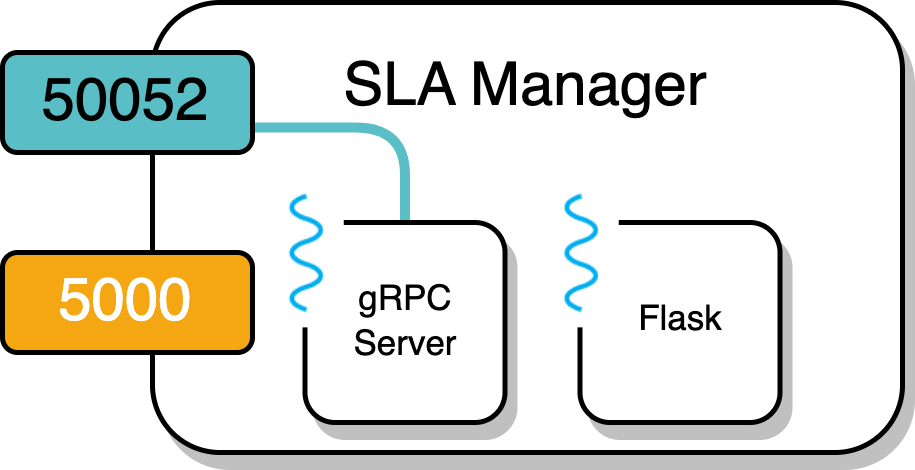 50052
SLA Manager
5000
gRPC
Server
Flask